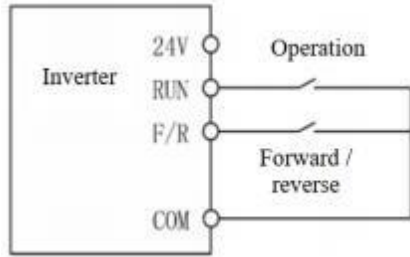 24V
Operation
Inverter
RUN
F/R
Forward /
reverse
COM